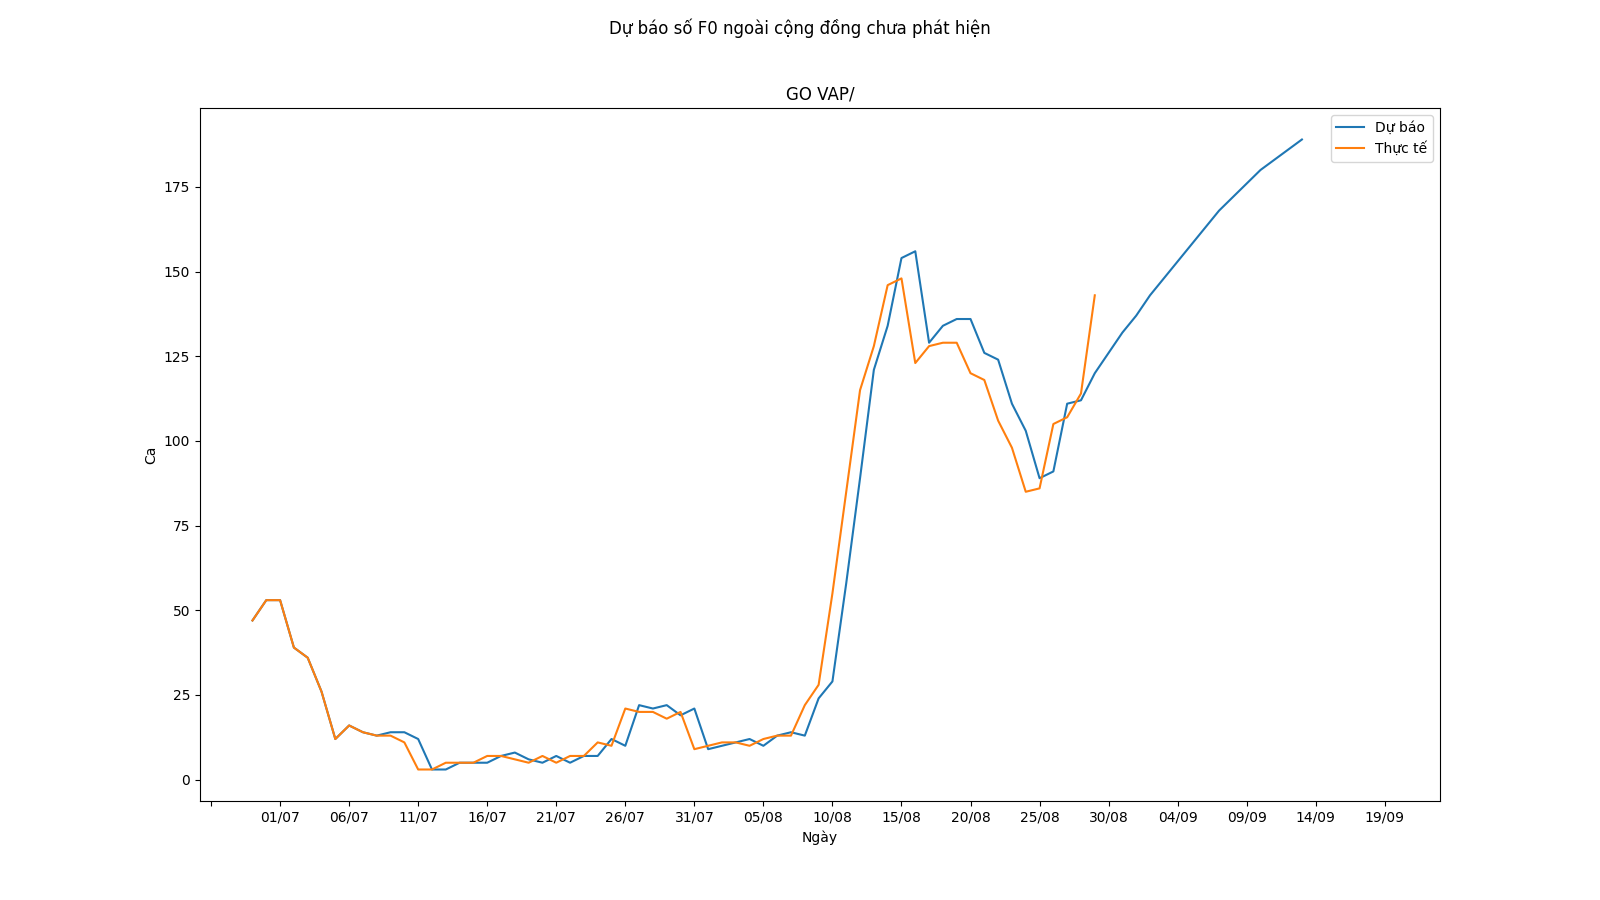 Dự báo số F0 ngoài cộng đồng chưa phát hiện
GO VAP/
Dự báo
Thực tế
175
150
125
100
75
50
25
0
Ca
01/07 06/07 11/07 16/07 21/07 26/07 31/07 05/08 10/08 15/08 20/08 25/08 30/08 04/09 09/09 14/09 19/09
Ngày